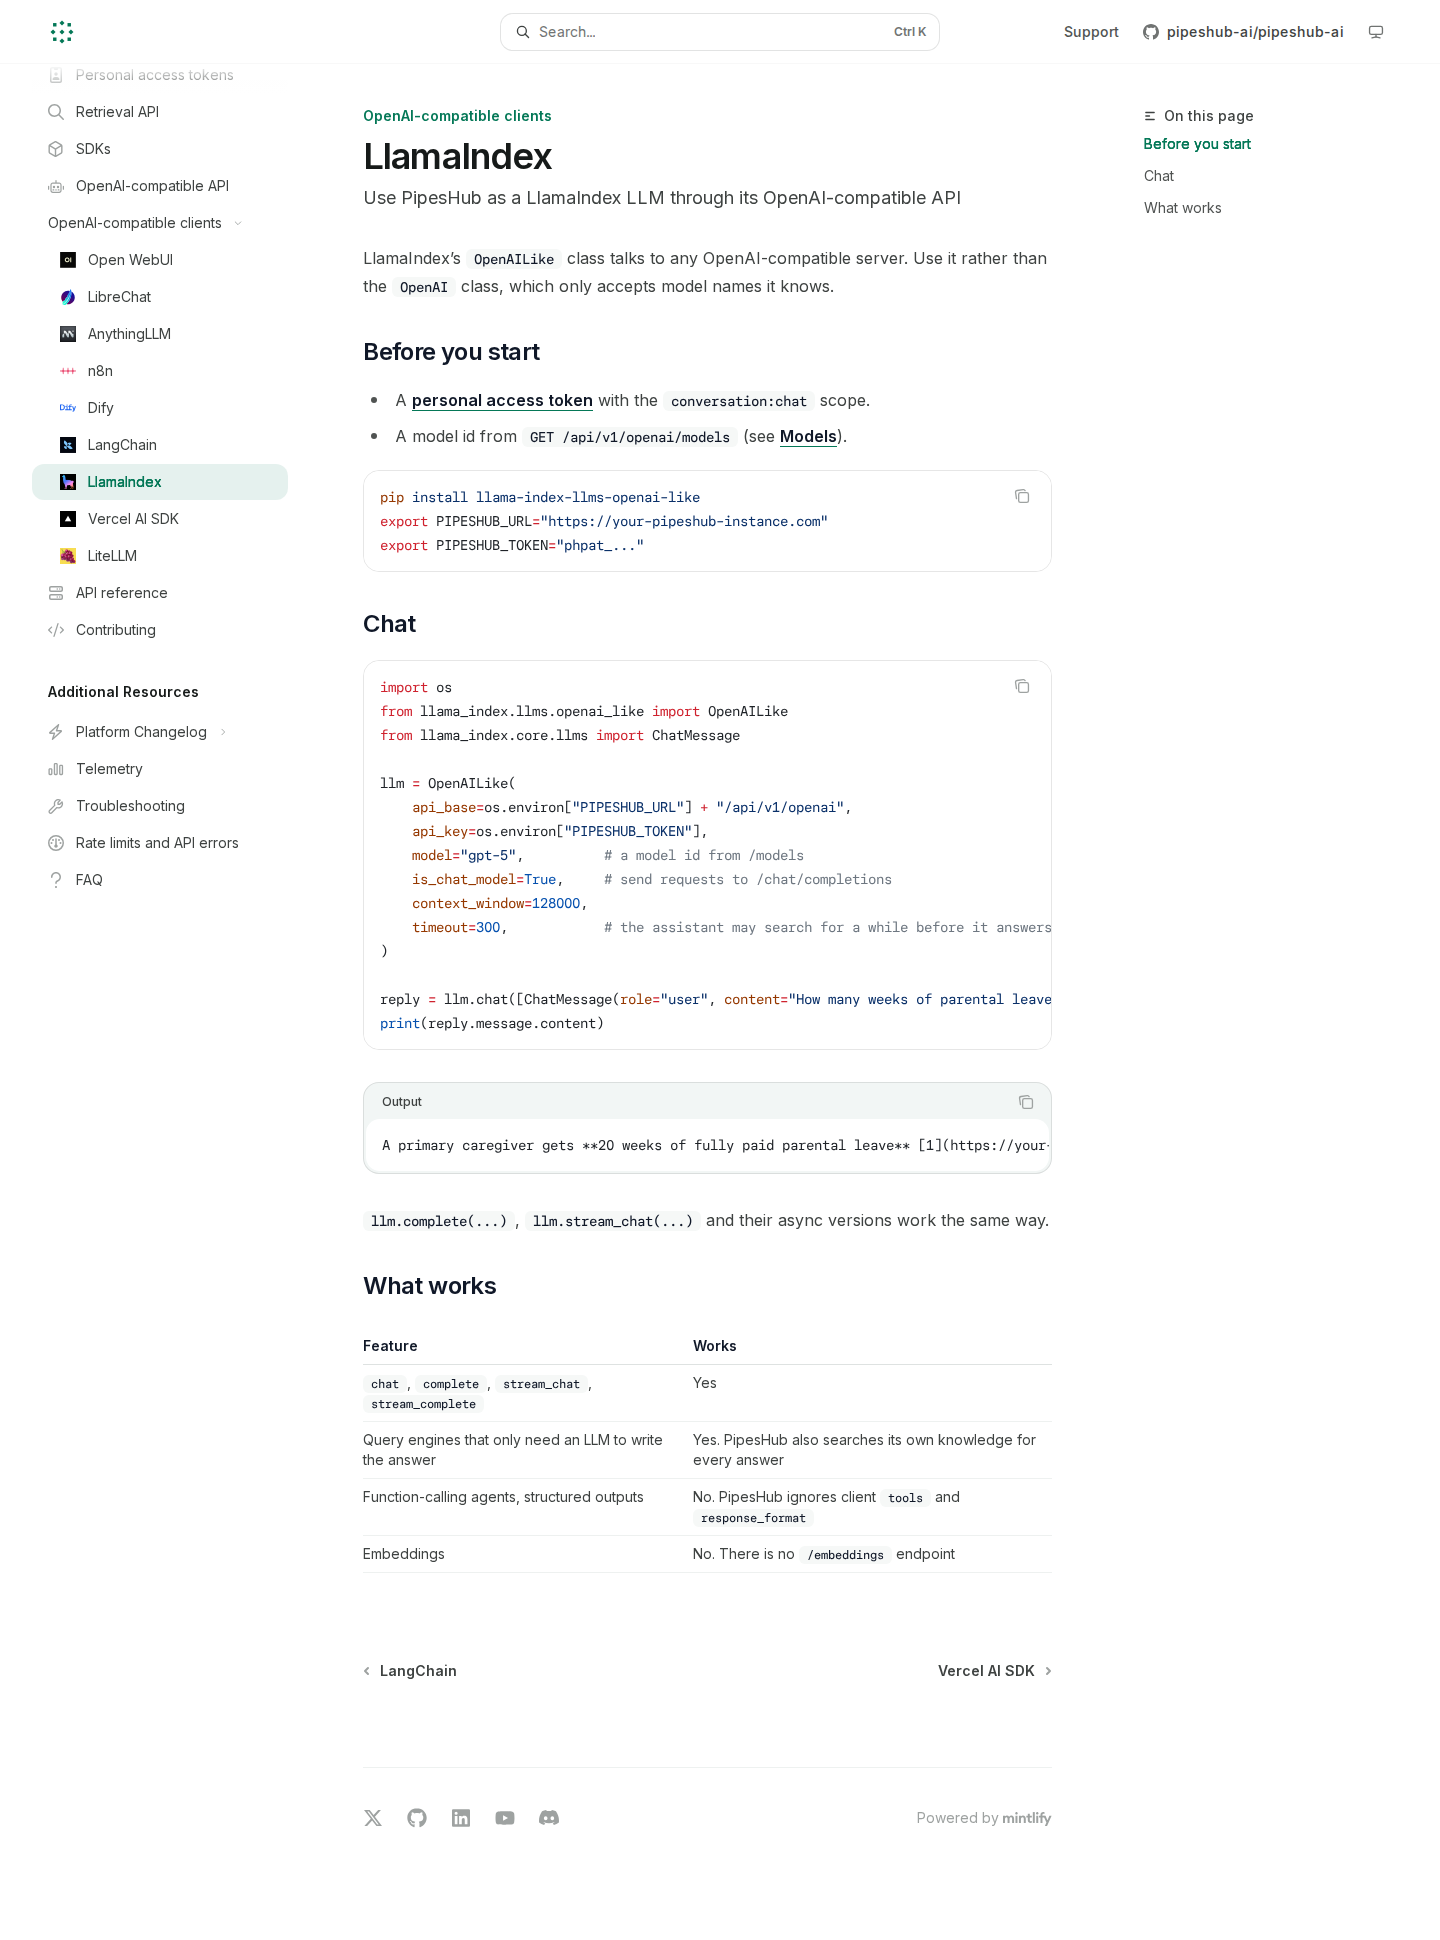 Search...
Ctrl K
Support
pipeshub-ai/pipeshub-ai
Personal access tokens
Retrieval API
SDKs
OpenAI-compatible API
OpenAI-compatible clients
Open WebUI
LibreChat
AnythingLLM
n8n
Dify
LangChain
LlamaIndex
Vercel AI SDK
LiteLLM
API reference
Contributing
Additional Resources
Platform Changelog
Telemetry
Troubleshooting
Rate limits and API errors
FAQ
OpenAI-compatible clients
LlamaIndex
Use PipesHub as a LlamaIndex LLM through its OpenAI-compatible API
LlamaIndex’s OpenAILike class talks to any OpenAI-compatible server. Use it rather than
the OpenAI class, which only accepts model names it knows.
Before you start
A personal access token with the conversation:chat scope.
A model id from GET /api/v1/openai/models (see Models).
pip install llama-index-llms-openai-like
export PIPESHUB_URL="https://your-pipeshub-instance.com"
export PIPESHUB_TOKEN="phpat_..."
Chat
import os
from llama_index.llms.openai_like import OpenAILike
from llama_index.core.llms import ChatMessage
llm = OpenAILike(
    api_base=os.environ["PIPESHUB_URL"] + "/api/v1/openai",
    api_key=os.environ["PIPESHUB_TOKEN"],
    model="gpt-5",          # a model id from /models
    is_chat_model=True,     # send requests to /chat/completions
    context_window=128000,
    timeout=300,            # the assistant may search for a while before it answers
)
reply = llm.chat([ChatMessage(role="user", content="How many weeks of parental leave
print(reply.message.content)
Output
A primary caregiver gets **20 weeks of fully paid parental leave** [1](https://your-
llm.complete(...), llm.stream_chat(...) and their async versions work the same way.
What works
Feature
Works
chat, complete, stream_chat,
stream_complete
Yes
Query engines that only need an LLM to write
the answer
Yes. PipesHub also searches its own knowledge for
every answer
Function-calling agents, structured outputs
No. PipesHub ignores client tools and
response_format
Embeddings
No. There is no /embeddings endpoint
LangChain
Vercel AI SDK
Powered by mintlify
On this page
Before you start
Chat
What works